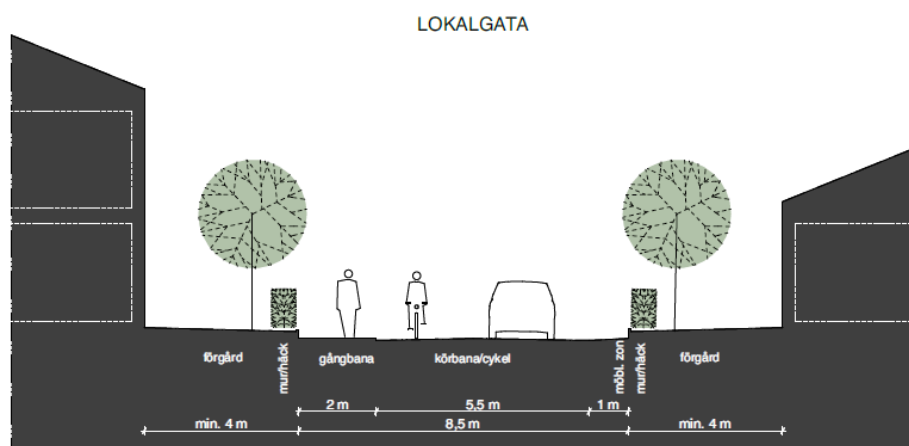 LOKALGATA
förgård
mur/häck
gångbana
körbana/cykel
möbl. zon
mur/häck
förgård
2 m
5,5 m
1 m
min. 4 m
8,5 m
min. 4 m